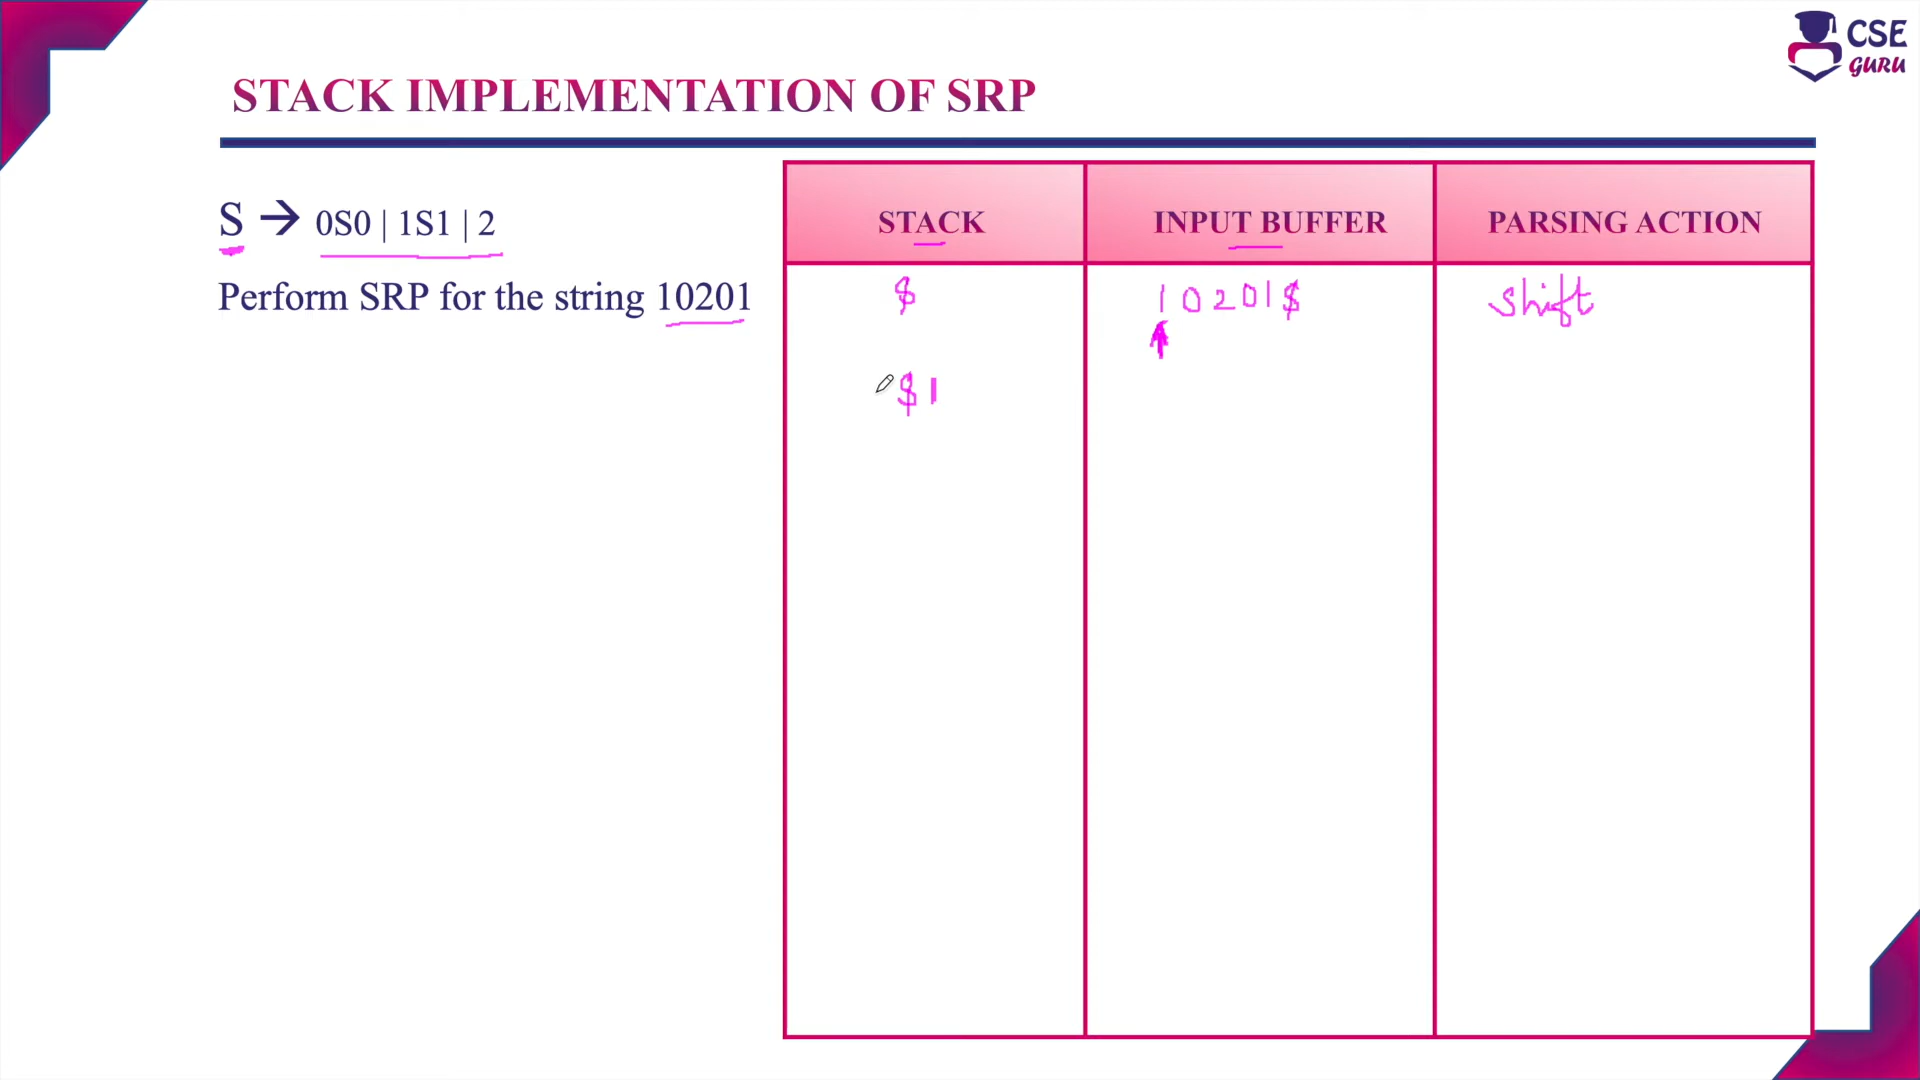 CSE
GURU
STACK IMPLEMENTATION OF SRP
S → 0S0 | 1S1 | 2
Perform SRP for the string 10201
STACK INPUT BUFFER PARSING ACTION
$ 10201$ Shift
$1